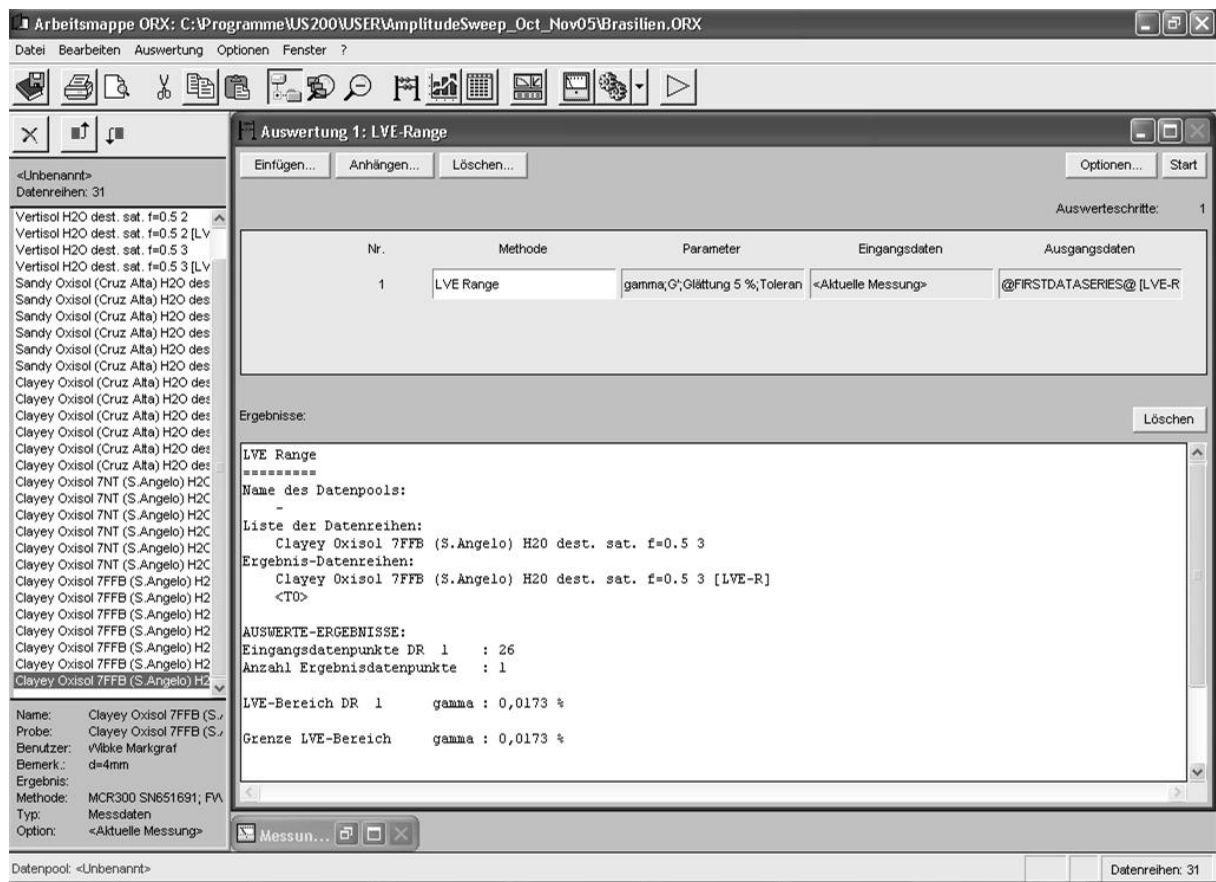 Arbeitsmappe ORX: C:\Programme\US200\USER\AmplitudeSweep_Oct_Nov05\Brasilien.ORX
Datei Bearbeiten Auswertung Optionen Fenster ?
<Unbenannt>
Datenreihen: 31
Vertisol H2O dest. sat. f=0.5 2
Vertisol H2O dest. sat. f=0.5 2 [LV
Vertisol H2O dest. sat. f=0.5 3
Vertisol H2O dest. sat. f=0.5 3 [LV
Sandy Oxisol (Cruz Alta) H2O des
Sandy Oxisol (Cruz Alta) H2O des
Sandy Oxisol (Cruz Alta) H2O des
Sandy Oxisol (Cruz Alta) H2O des
Sandy Oxisol (Cruz Alta) H2O des
Sandy Oxisol (Cruz Alta) H2O des
Clayey Oxisol (Cruz Alta) H2O des
Clayey Oxisol (Cruz Alta) H2O des
Clayey Oxisol (Cruz Alta) H2O des
Clayey Oxisol (Cruz Alta) H2O des
Clayey Oxisol (Cruz Alta) H2O des
Clayey Oxisol (Cruz Alta) H2O des
Clayey Oxisol 7NT (S.Angelo) H2O
Clayey Oxisol 7NT (S.Angelo) H2O
Clayey Oxisol 7NT (S.Angelo) H2O
Clayey Oxisol 7NT (S.Angelo) H2O
Clayey Oxisol 7NT (S.Angelo) H2O
Clayey Oxisol 7NT (S.Angelo) H2O
Clayey Oxisol 7FFB (S.Angelo) H2
Clayey Oxisol 7FFB (S.Angelo) H2
Clayey Oxisol 7FFB (S.Angelo) H2
Clayey Oxisol 7FFB (S.Angelo) H2
Clayey Oxisol 7FFB (S.Angelo) H2
Clayey Oxisol 7FFB (S.Angelo) H2
Clayey Oxisol 7FFB (S.Angelo) H2
Name: Clayey Oxisol 7FFB (S.
Probe: Clayey Oxisol 7FFB (S.
Benutzer: Wibke Markgraf
Bemerk.: d=4mm
Ergebnis:
Methode: MCR300 SN651691; FW
Typ: Messdaten
Option: <Aktuelle Messung>
Auswertung 1: LVE-Range
Einfügen... Anhängen... Löschen... Optionen... Start
Auswerteschritte: 1
Nr. Methode Parameter Eingangsdaten Ausgangsdaten
1 LVE Range gamma;G';Glättung 5 %;Toleran <Aktuelle Messung> @FIRSTDATASERIES@ [LVE-R
Ergebnisse: Löschen
LVE Range
=========
Name des Datenpools:
-
Liste der Datenreihen:
Clayey Oxisol 7FFB (S.Angelo) H2O dest. sat. f=0.5 3
Ergebnis-Datenreihen:
Clayey Oxisol 7FFB (S.Angelo) H2O dest. sat. f=0.5 3 [LVE-R]
<TO>
AUSWERTE-ERGEBNISSE:
Eingangsdatenpunkte DR 1 : 26
Anzahl Ergebnisdatenpunkte : 1
LVE-Bereich DR 1 gamma : 0,0173 %
Grenze LVE-Bereich gamma : 0,0173 %
Messun...
Datenpool: <Unbenannt> Datenreihen: 31